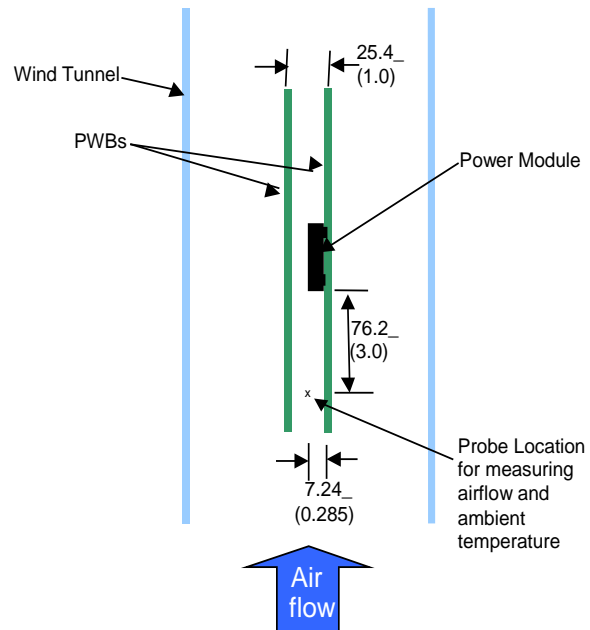 25.4_
(1.0)
Wind Tunnel
PWBs
Power Module
76.2_
(3.0)
x
Probe Location
for measuring
airflow and
ambient
temperature
7.24_
(0.285)
Air
flow